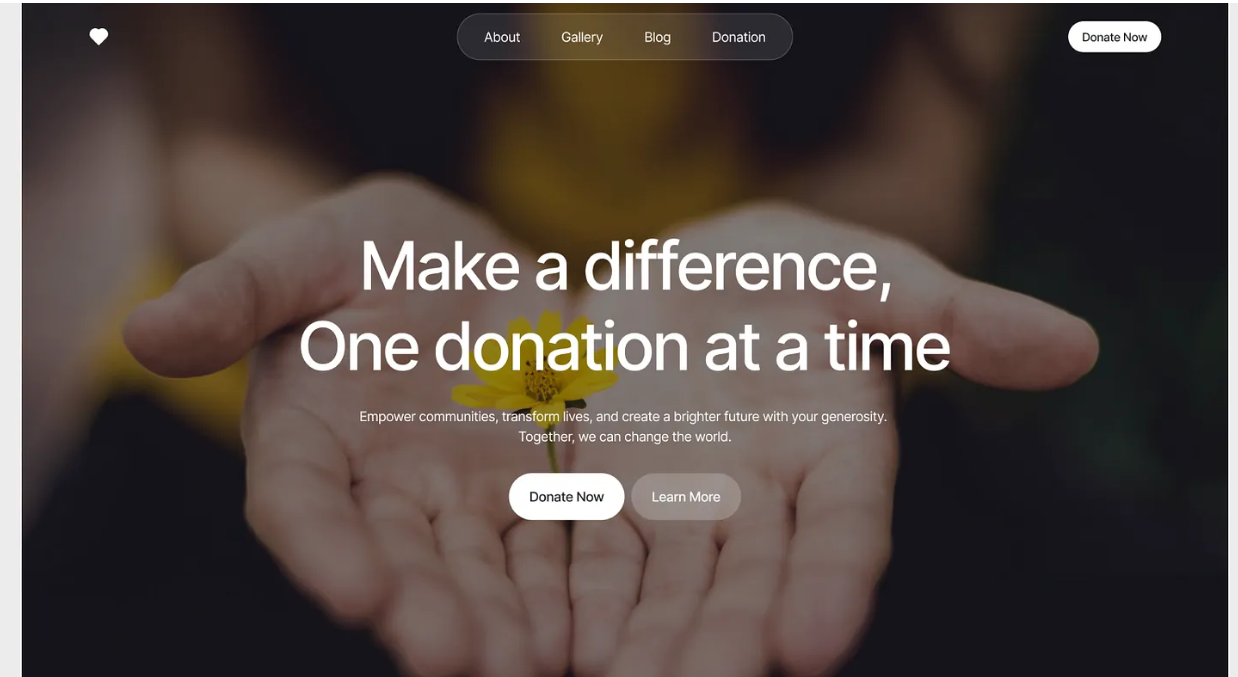 About
Gallery
Blog
Donation
Donate Now
Make a difference,
One donation at a time
Empower communities, transform lives, and create a brighter future with your generosity.
Together, we can change the world.
Donate Now
Learn More